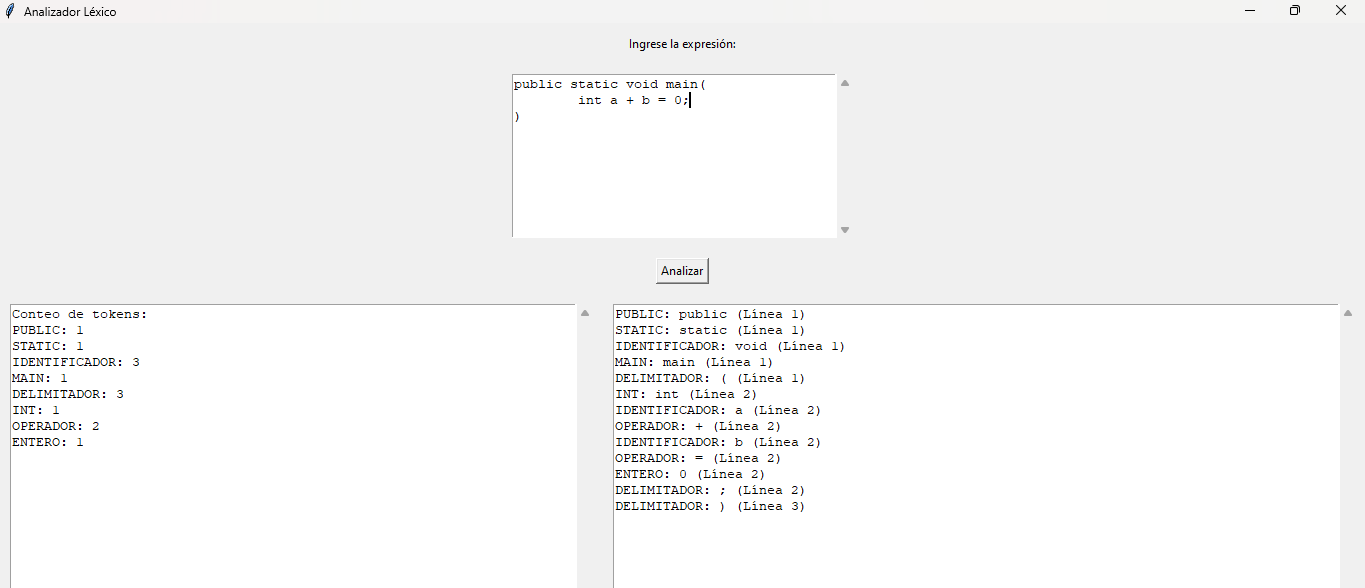 Analizador Léxico
Ingrese la expresión:
public static void main(
        int a + b = 0;
)
Analizar
Conteo de tokens:
PUBLIC: 1
STATIC: 1
IDENTIFICADOR: 3
MAIN: 1
DELIMITADOR: 3
INT: 1
OPERADOR: 2
ENTERO: 1
PUBLIC: public (Línea 1)
STATIC: static (Línea 1)
IDENTIFICADOR: void (Línea 1)
MAIN: main (Línea 1)
DELIMITADOR: ( (Línea 1)
INT: int (Línea 2)
IDENTIFICADOR: a (Línea 2)
OPERADOR: + (Línea 2)
IDENTIFICADOR: b (Línea 2)
OPERADOR: = (Línea 2)
ENTERO: 0 (Línea 2)
DELIMITADOR: ; (Línea 2)
DELIMITADOR: ) (Línea 3)